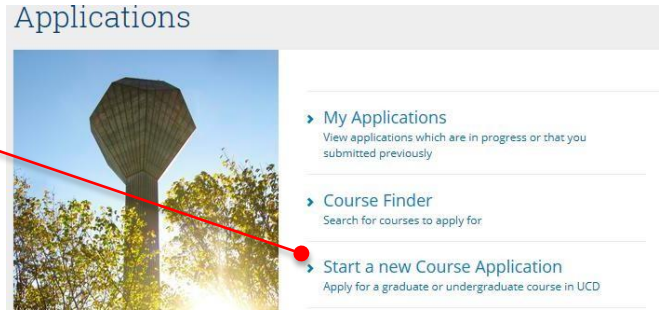 Applications
My Applications
View applications which are in progress or that you
submitted previously
Course Finder
Search for courses to apply for
Start a new Course Application
Apply for a graduate or undergraduate course in UCD